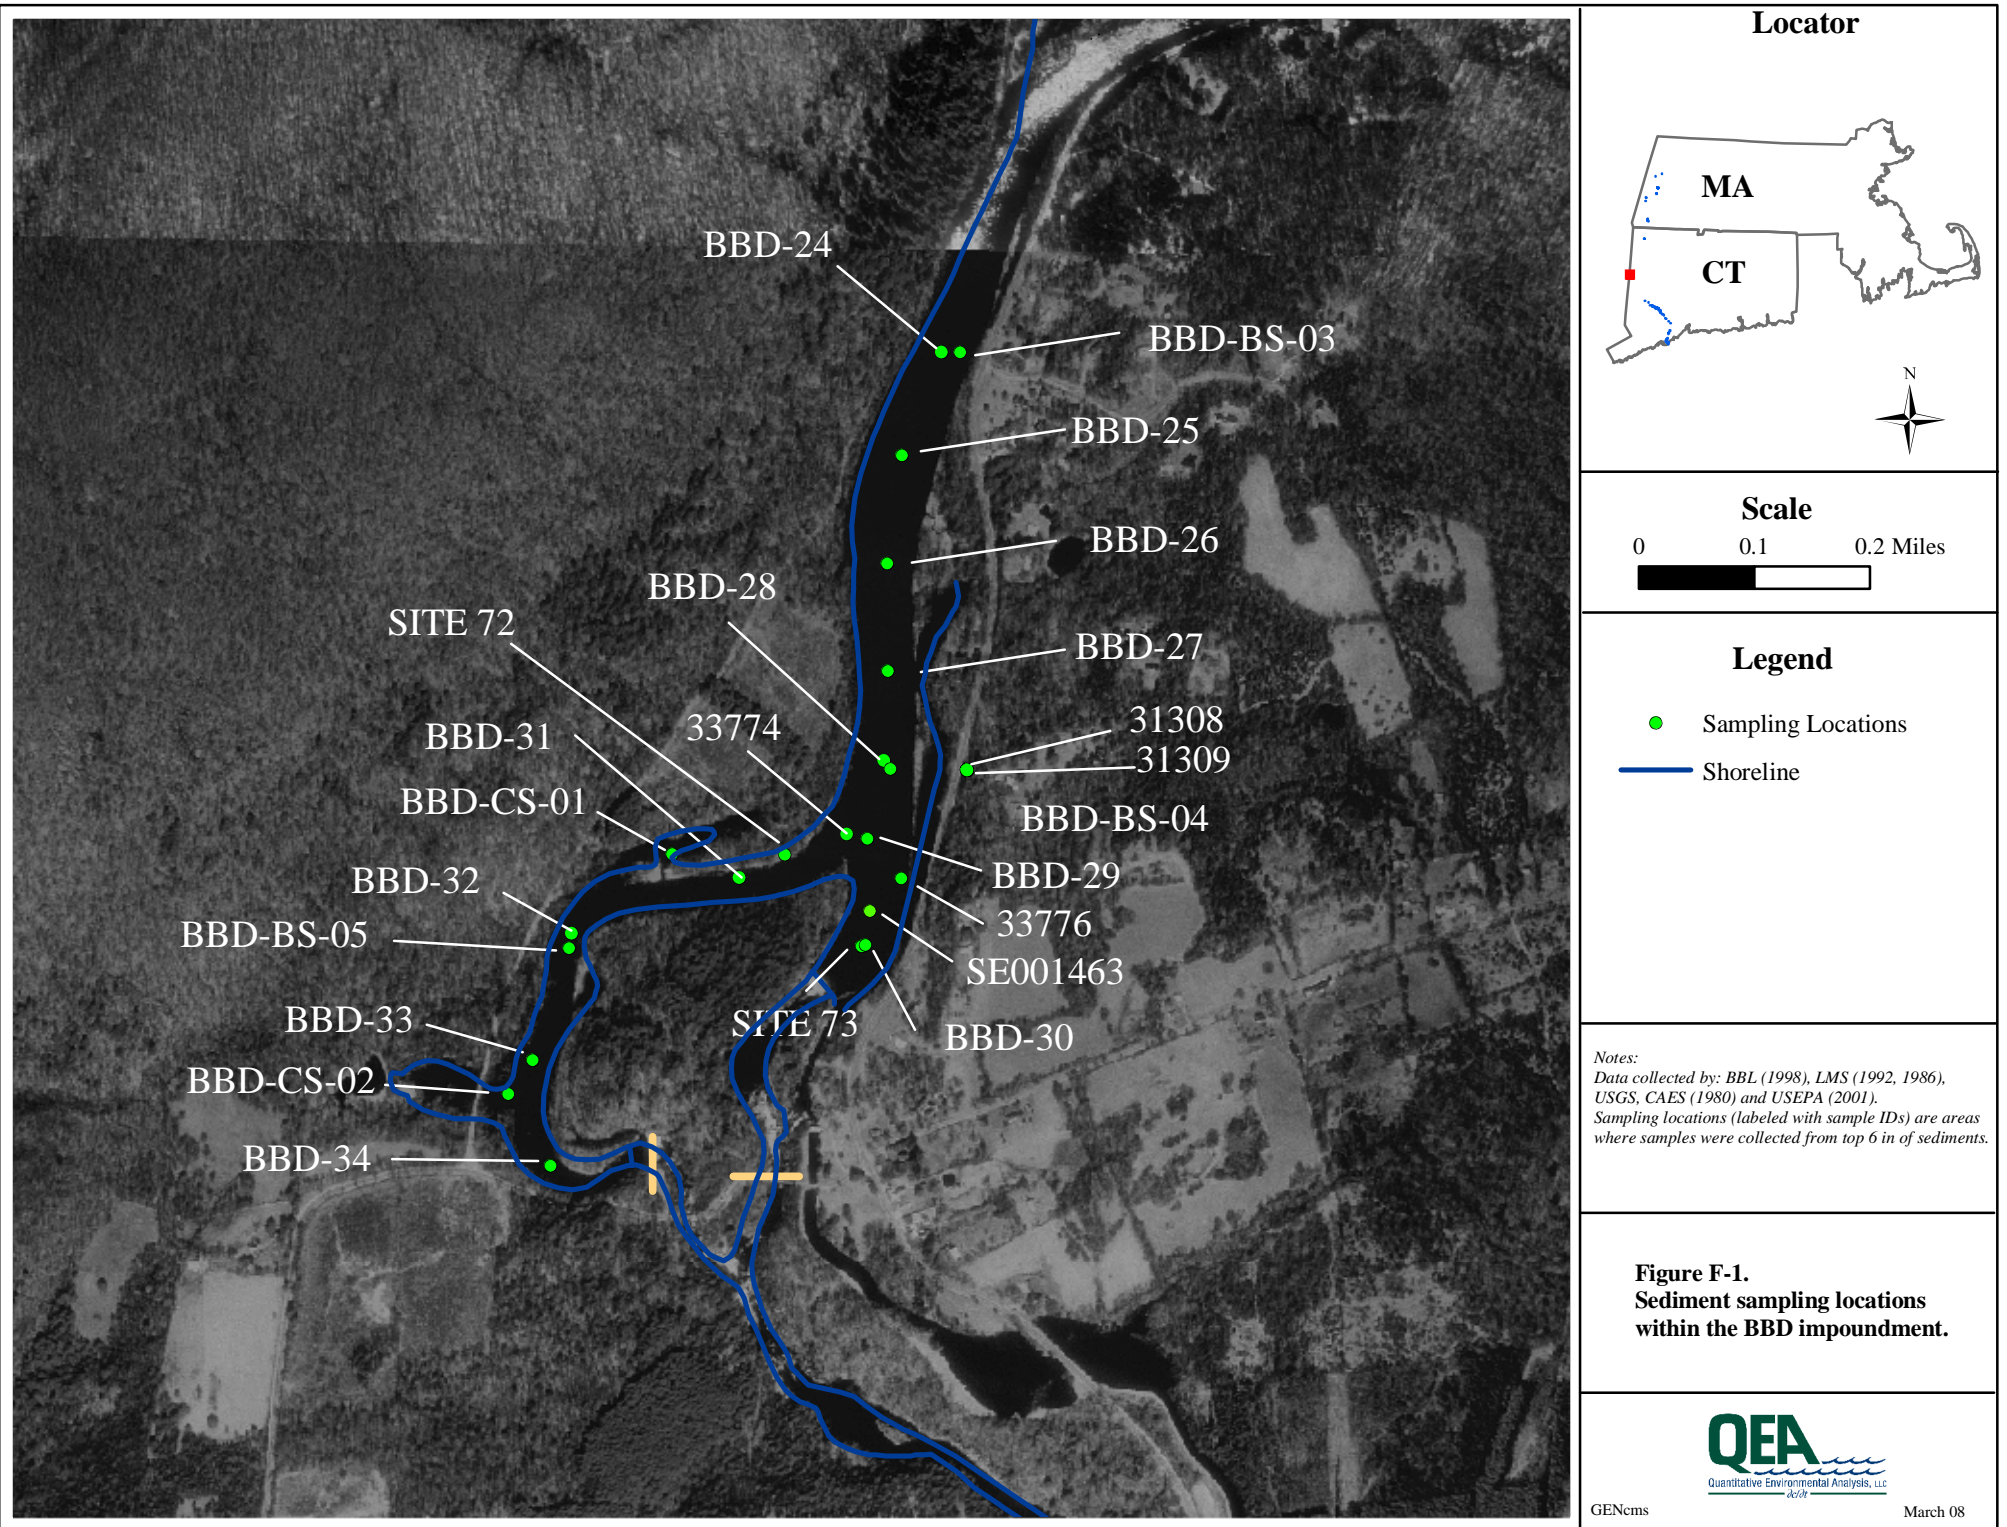 BBD-24
BBD-BS-03
BBD-25
BBD-26
BBD-28
SITE 72
BBD-27
33774
31308
BBD-31
31309
BBD-CS-01
BBD-BS-04
BBD-32
BBD-29
BBD-BS-05
33776
SE001463
BBD-33
SITE 73
BBD-30
BBD-CS-02
BBD-34
Locator
MA
CT
N
Scale
0 0.1 0.2 Miles
Legend
Sampling Locations
Shoreline
Notes:
Data collected by: BBL (1998), LMS (1992, 1986),
USGS, CAES (1980) and USEPA (2001).
Sampling locations (labeled with sample IDs) are areas
where samples were collected from top 6 in of sediments.
Figure F-1.
Sediment sampling locations
within the BBD impoundment.
QEA
Quantitative Environmental Analysis, LLC
∂c/∂t
GENcms March 08